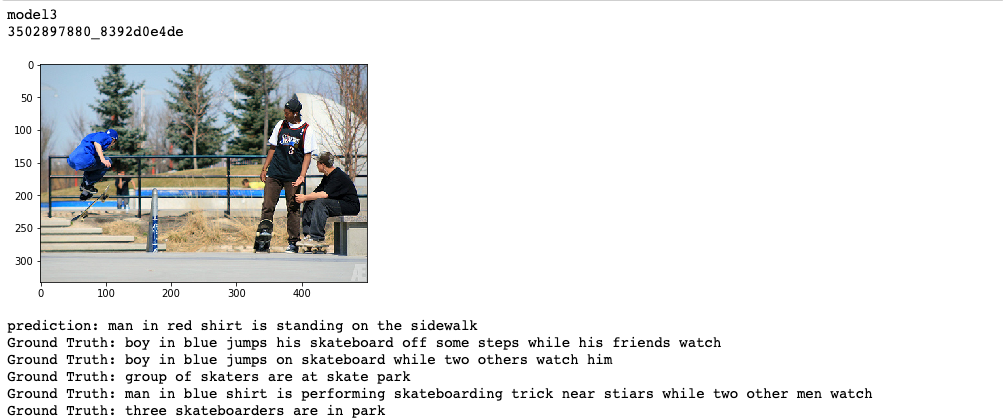 model3
3502897880_8392d0e4de
0
50
100
150
200
250
300
0 100 200 300 400
prediction: man in red shirt is standing on the sidewalk
Ground Truth: boy in blue jumps his skateboard off some steps while his friends watch
Ground Truth: boy in blue jumps on skateboard while two others watch him
Ground Truth: group of skaters are at skate park
Ground Truth: man in blue shirt is performing skateboarding trick near stiars while two other men watch
Ground Truth: three skateboarders are in park